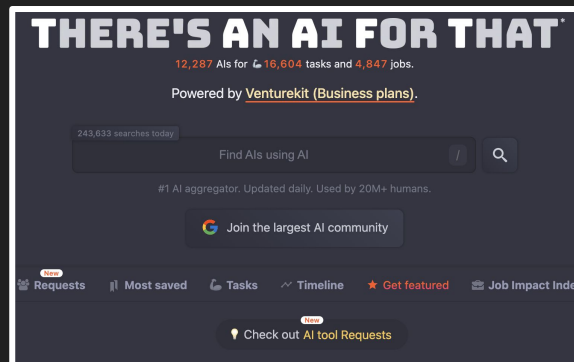 THERE'S AN AI FOR THAT*
12,287 AIs for 💪 16,604 tasks and 4,847 jobs.
Powered by Venturekit (Business plans).
243,633 searches today
Find AIs using AI /
#1 AI aggregator. Updated daily. Used by 20M+ humans.
Join the largest AI community
New
Requests Most saved Tasks Timeline Get featured Job Impact Inde
New
Check out AI tool Requests